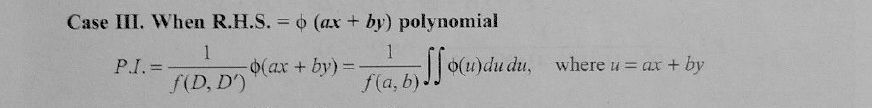 Case III. When R.H.S. = ϕ (ax + by) polynomial
P.I. = 1/f(D, D′) ϕ(ax + by) = 1/f(a, b) ∬ ϕ(u) du du, where u = ax + by